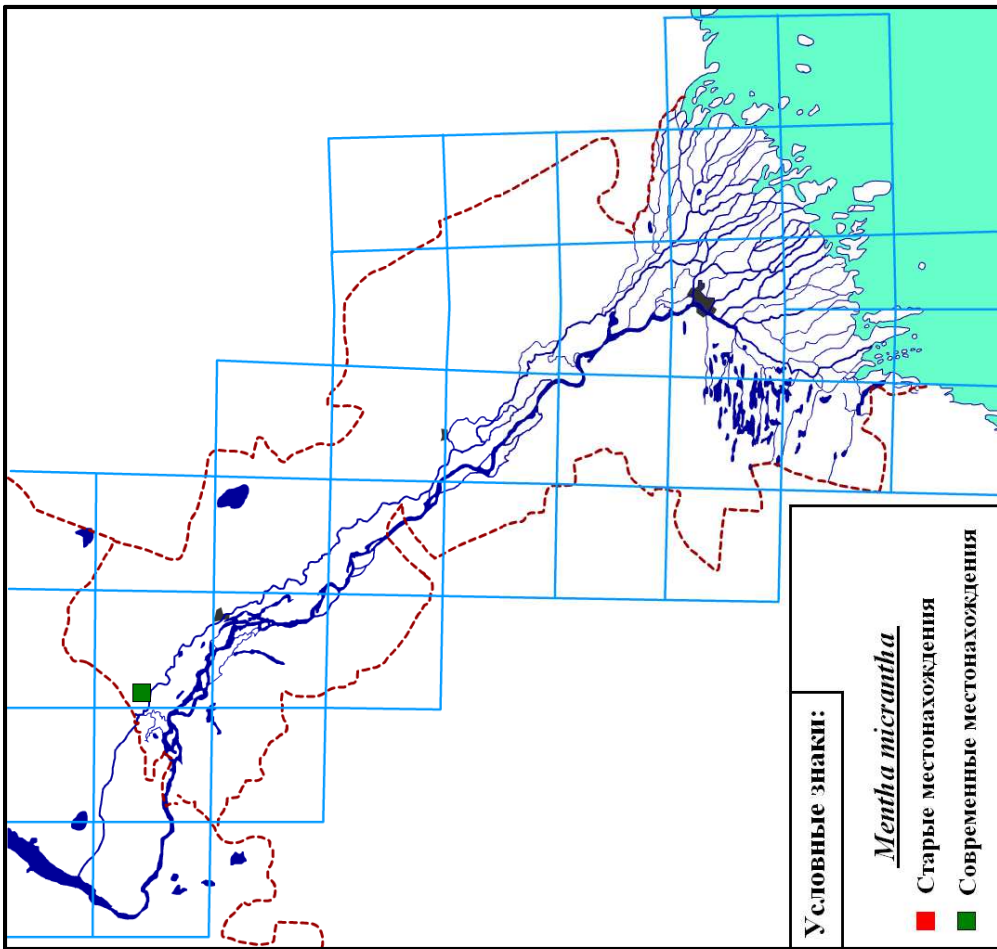 Условные знаки:
Mentha micrantha
Старые местонахождения
Современные местонахождения